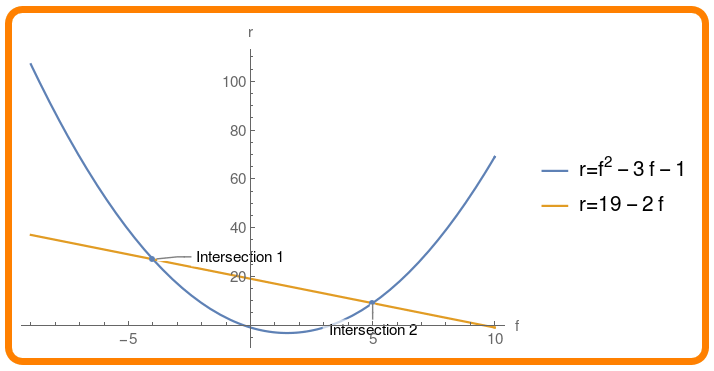 r
100
80
60
40
20
Intersection 1
Intersection 2
−5
5
10
f
r=f² − 3 f − 1
r=19 − 2 f